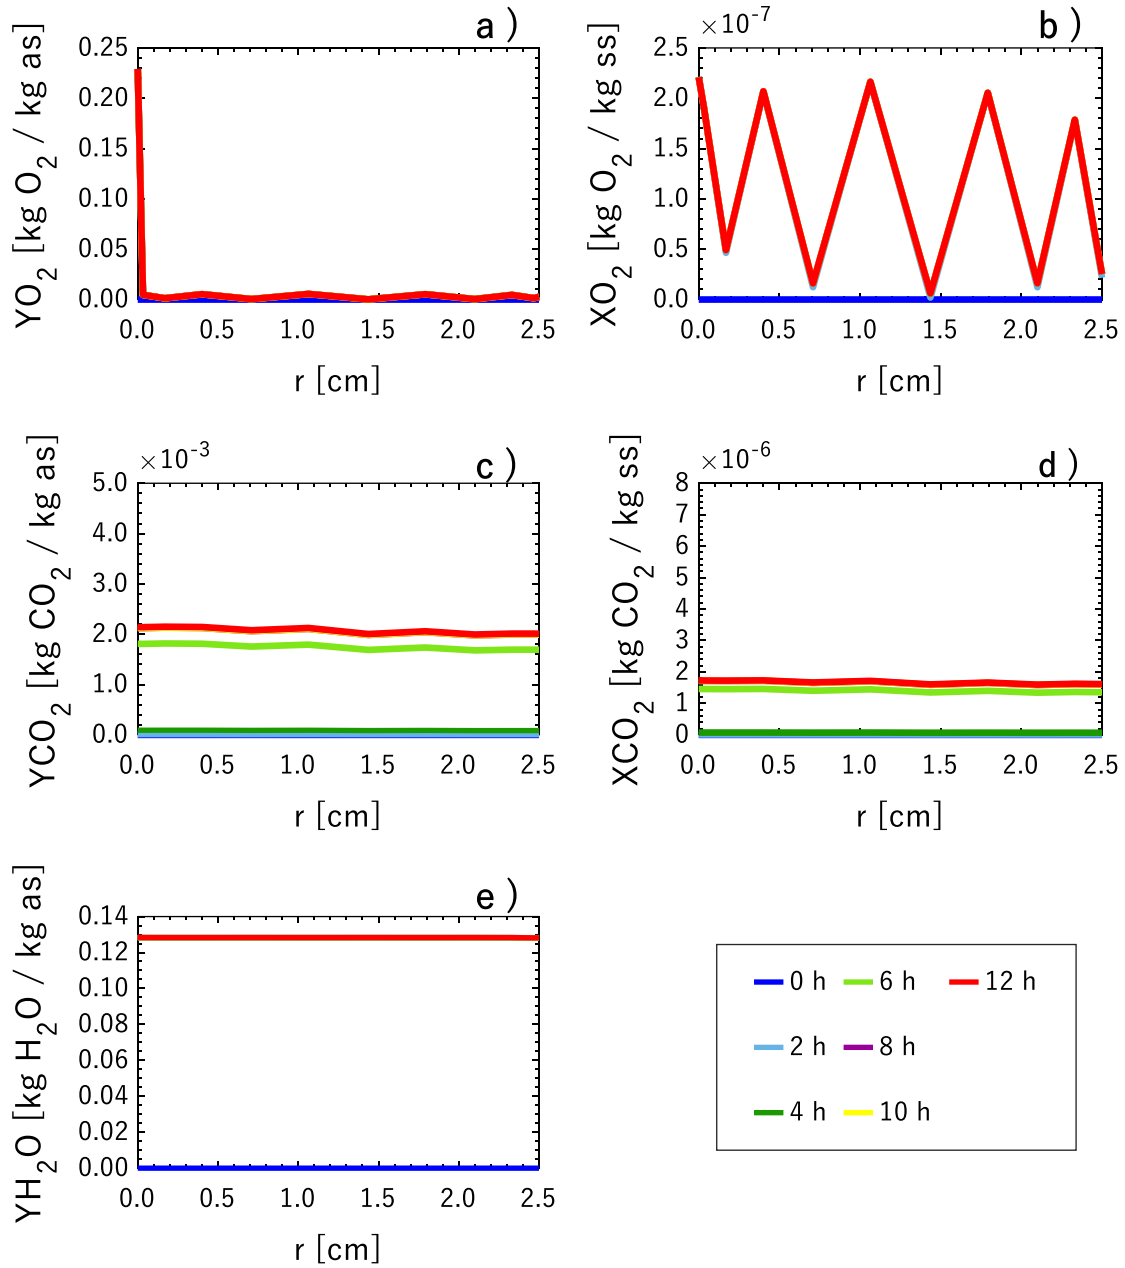 a )
YO2 [kg O2 / kg as]
0.25
0.20
0.15
0.10
0.05
0.00
0.0 0.5 1.0 1.5 2.0 2.5
r [cm]
b )
×10-7
XO2 [kg O2 / kg ss]
2.5
2.0
1.5
1.0
0.5
0.0
0.0 0.5 1.0 1.5 2.0 2.5
r [cm]
c )
×10-3
YCO2 [kg CO2 / kg as]
5.0
4.0
3.0
2.0
1.0
0.0
0.0 0.5 1.0 1.5 2.0 2.5
r [cm]
d )
×10-6
XCO2 [kg CO2 / kg ss]
8
7
6
5
4
3
2
1
0
0.0 0.5 1.0 1.5 2.0 2.5
r [cm]
e )
YH2O [kg H2O / kg as]
0.14
0.12
0.10
0.08
0.06
0.04
0.02
0.00
0.0 0.5 1.0 1.5 2.0 2.5
r [cm]
0 h 6 h 12 h
2 h 8 h
4 h 10 h